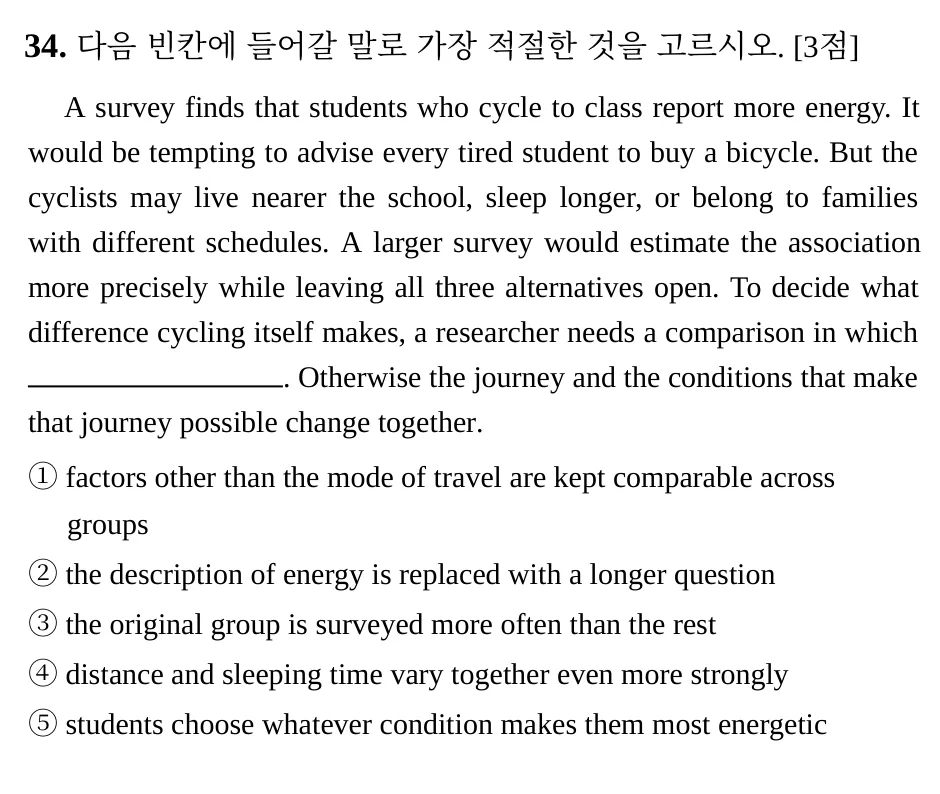 34. 다음 빈칸에 들어갈 말로 가장 적절한 것을 고르시오. [3점]
A survey finds that students who cycle to class report more energy. It
would be tempting to advise every tired student to buy a bicycle. But the
cyclists may live nearer the school, sleep longer, or belong to families
with different schedules. A larger survey would estimate the association
more precisely while leaving all three alternatives open. To decide what
difference cycling itself makes, a researcher needs a comparison in which
. Otherwise the journey and the conditions that make
that journey possible change together.
① factors other than the mode of travel are kept comparable across
groups
② the description of energy is replaced with a longer question
③ the original group is surveyed more often than the rest
④ distance and sleeping time vary together even more strongly
⑤ students choose whatever condition makes them most energetic